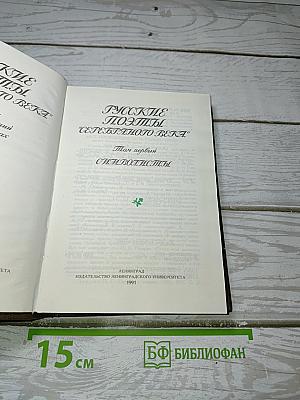 РУССКИЕ
ПОЭТЫ
"СЕРЕБРЯНОГО ВЕКА"
Том первый
СИМВОЛИСТЫ
ЛЕНИНГРАД
ИЗДАТЕЛЬСТВО ЛЕНИНГРАДСКОГО УНИВЕРСИТЕТА
1991
15 см
БФ БИБЛИОФАН